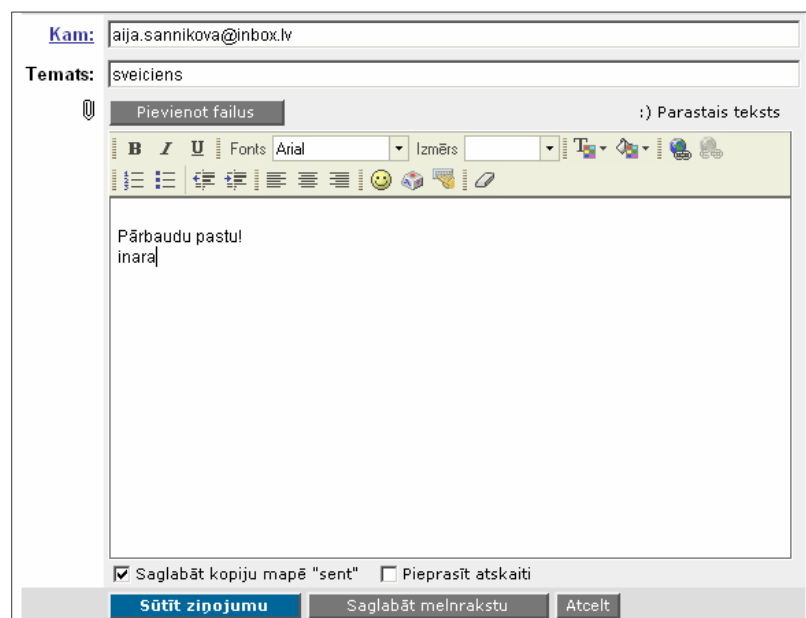 Kam: aija.sannikova@inbox.lv
Temats: sveiciens
Pievienot failus :) Parastais teksts
B I U Fonts Arial Izmērs T
Pārbaudu pastu!
inara
Saglabāt kopiju mapē "sent" Pieprasīt atskaiti
Sūtīt ziņojumu Saglabāt melnrakstu Atcelt